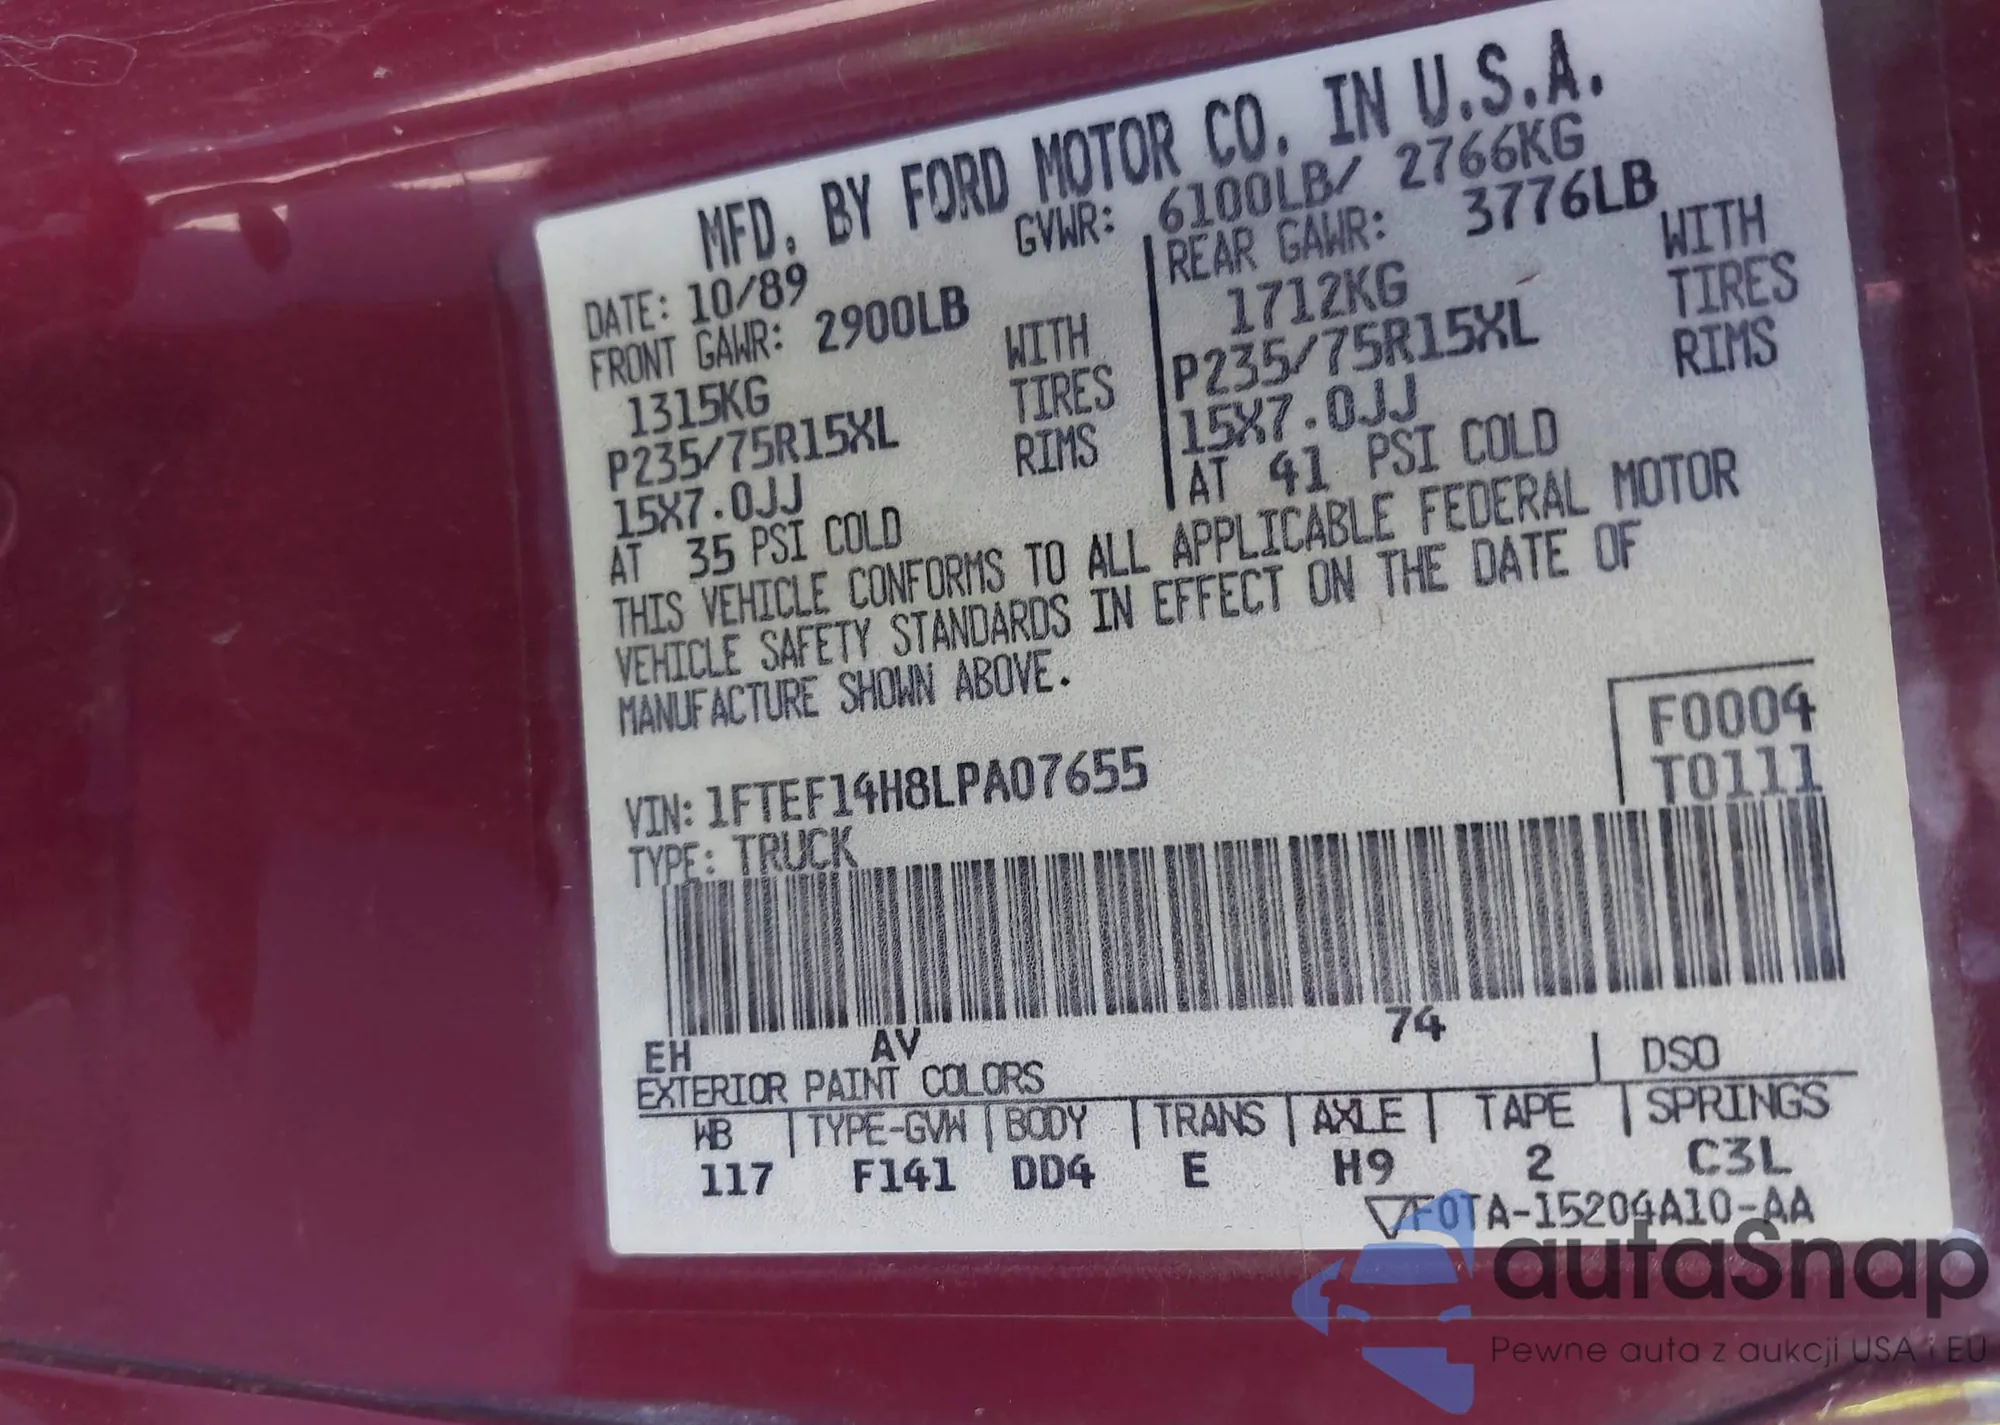 MFD. BY FORD MOTOR CO. IN U.S.A.
DATE: 10/89 GVWR: 6100LB/ 2766KG
FRONT GAWR: 2900LB REAR GAWR: 3776LB
1315KG WITH 1712KG WITH
P235/75R15XL TIRES P235/75R15XL TIRES
15X7.0JJ RIMS 15X7.0JJ RIMS
AT 35 PSI COLD AT 41 PSI COLD
THIS VEHICLE CONFORMS TO ALL APPLICABLE FEDERAL MOTOR
VEHICLE SAFETY STANDARDS IN EFFECT ON THE DATE OF
MANUFACTURE SHOWN ABOVE.
F0004
T0111
VIN: 1FTEF14H8LPA07655
TYPE: TRUCK
EH AV 74
EXTERIOR PAINT COLORS DSO
WB TYPE-GVW BODY TRANS AXLE TAPE SPRINGS
117 F141 DD4 E H9 2 C3L
F0TA-15204A10-AA
autaSnap
Pewne auta z aukcji USA i EU